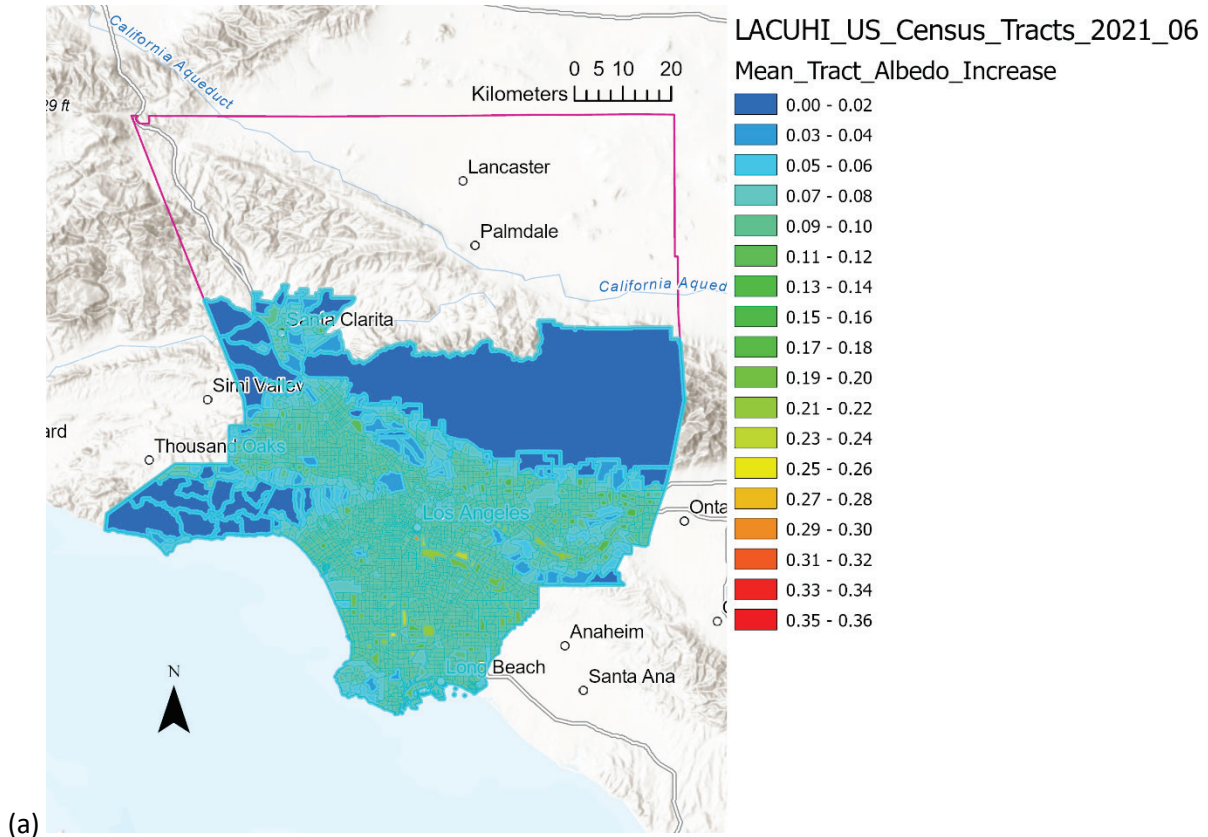 LACUHI_US_Census_Tracts_2021_06
Mean_Tract_Albedo_Increase
0.00 - 0.02
0.03 - 0.04
0.05 - 0.06
0.07 - 0.08
0.09 - 0.10
0.11 - 0.12
0.13 - 0.14
0.15 - 0.16
0.17 - 0.18
0.19 - 0.20
0.21 - 0.22
0.23 - 0.24
0.25 - 0.26
0.27 - 0.28
0.29 - 0.30
0.31 - 0.32
0.33 - 0.34
0.35 - 0.36
California Aqueduct
0 5 10 20
Kilometers
29 ft
Lancaster
Palmdale
California Aqued
Santa Clarita
Simi Valley
ard
Thousand Oaks
Los Angeles
Onta
Anaheim
Long Beach
Santa Ana
N
(a)